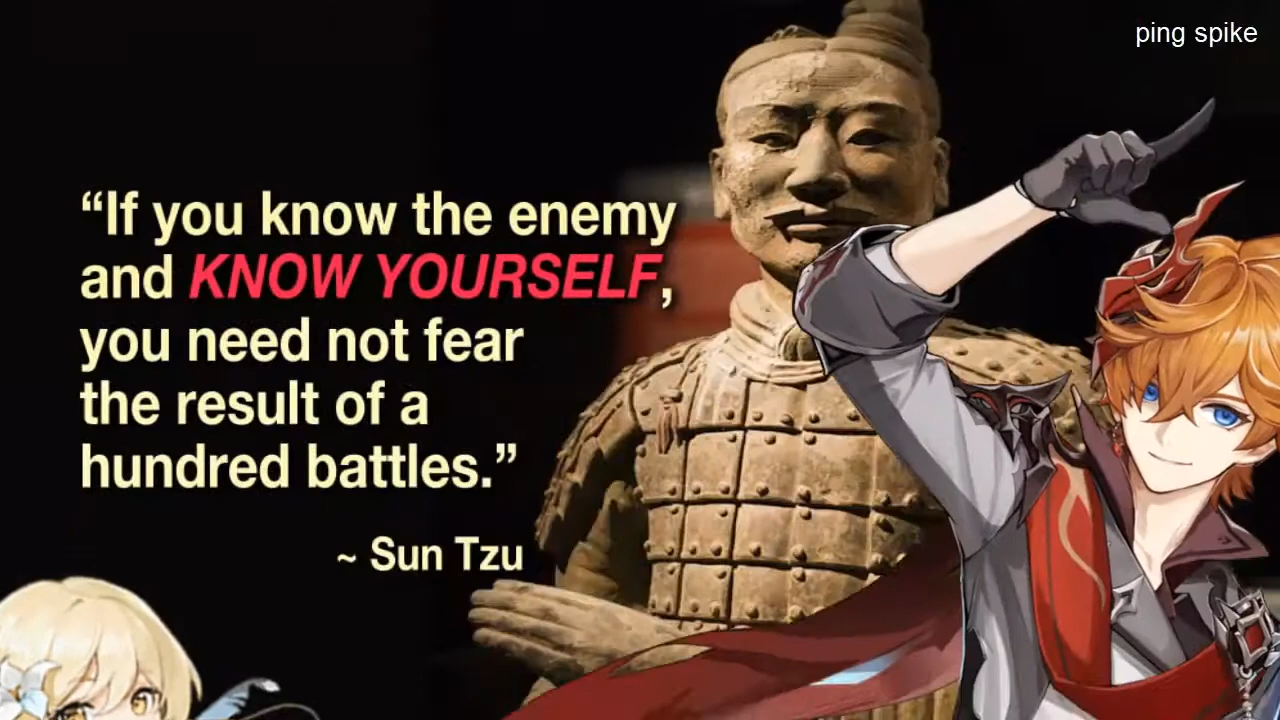 ping spike
“If you know the enemy
and KNOW YOURSELF,
you need not fear
the result of a
hundred battles.”
~ Sun Tzu